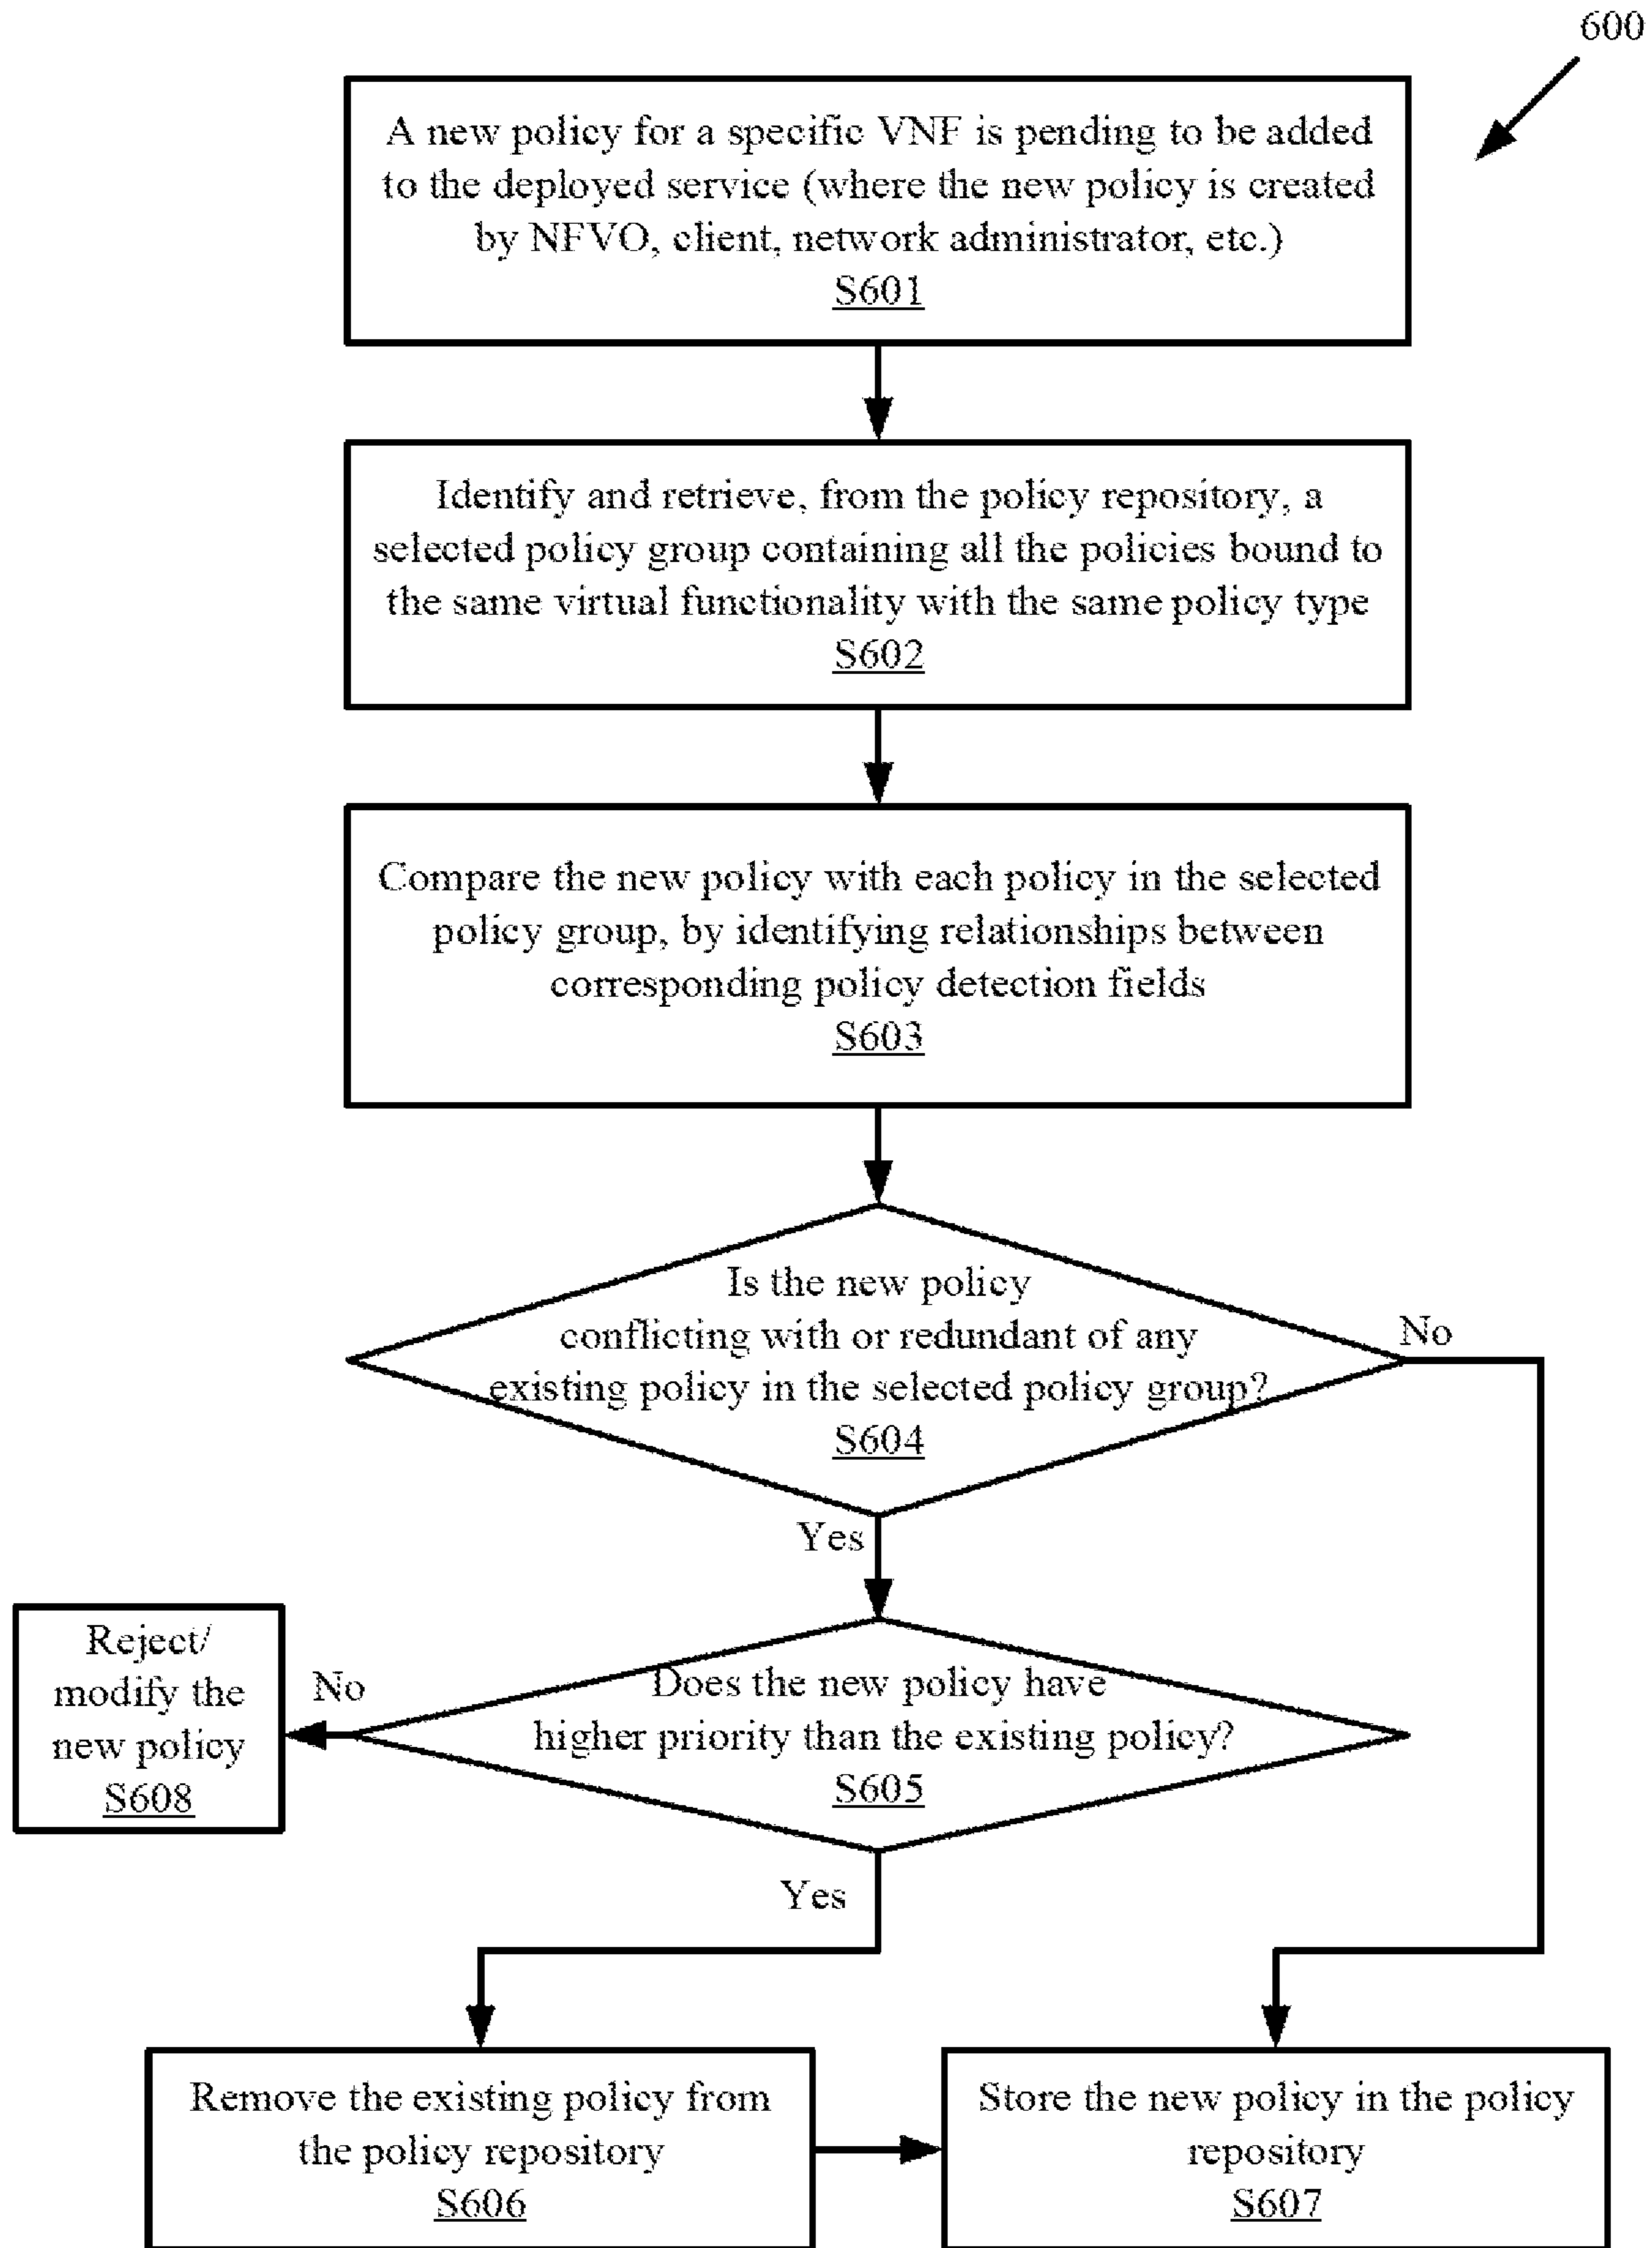 600
A new policy for a specific VNF is pending to be added
to the deployed service (where the new policy is created
by NFVO, client, network administrator, etc.)
S601
Identify and retrieve, from the policy repository, a
selected policy group containing all the policies bound to
the same virtual functionality with the same policy type
S602
Compare the new policy with each policy in the selected
policy group, by identifying relationships between
corresponding policy detection fields
S603
Is the new policy
conflicting with or redundant of any
existing policy in the selected policy group?
S604
No
Yes
Does the new policy have
higher priority than the existing policy?
S605
No
Reject/
modify the
new policy
S608
Yes
Remove the existing policy from
the policy repository
S606
Store the new policy in the policy
repository
S607